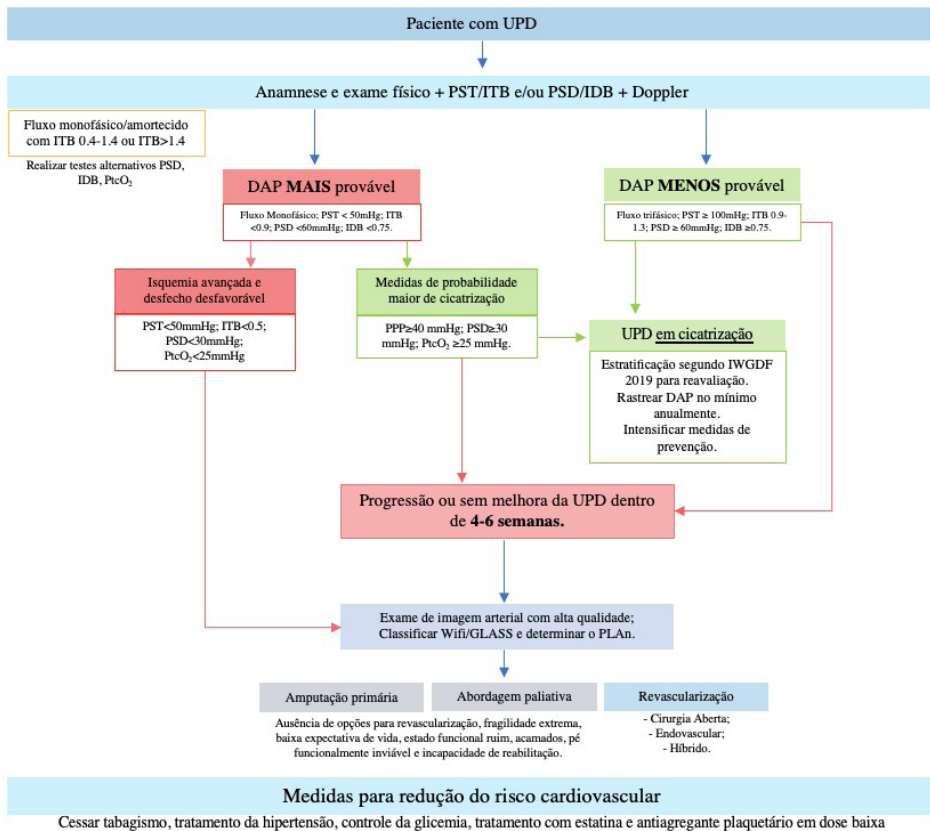 Paciente com UPD
Anamnese e exame físico + PST/ITB e/ou PSD/IDB + Doppler
Fluxo monofásico/amortecido
com ITB 0.4-1.4 ou ITB>1.4
Realizar testes alternativos PSD,
IDB, PtcO₂
DAP MAIS provável
Fluxo Monofásico; PST < 50mHg; ITB
<0.9; PSD <60mmHg; IDB <0.75.
DAP MENOS provável
Fluxo trifásico; PST ≥ 100mHg; ITB 0.9-
1.3; PSD ≥ 60mmHg; IDB ≥0.75.
Isquemia avançada e
desfecho desfavorável
PST<50mmHg; ITB<0.5;
PSD<30mmHg;
PtcO₂<25mmHg
Medidas de probabilidade
maior de cicatrização
PPP≥40 mmHg; PSD≥30
mmHg; PtcO₂ ≥25 mmHg.
UPD em cicatrização
Estratificação segundo IWGDF
2019 para reavaliação.
Rastrear DAP no mínimo
anualmente.
Intensificar medidas de
prevenção.
Progressão ou sem melhora da UPD dentro
de 4-6 semanas.
Exame de imagem arterial com alta qualidade;
Classificar Wifi/GLASS e determinar o PLAn.
Amputação primária
Abordagem paliativa
Ausência de opções para revascularização, fragilidade extrema,
baixa expectativa de vida, estado funcional ruim, acamados, pé
funcionalmente inviável e incapacidade de reabilitação.
Revascularização
- Cirurgia Aberta;
- Endovascular;
- Híbrido.
Medidas para redução do risco cardiovascular
Cessar tabagismo, tratamento da hipertensão, controle da glicemia, tratamento com estatina e antiagregante plaquetário em dose baixa